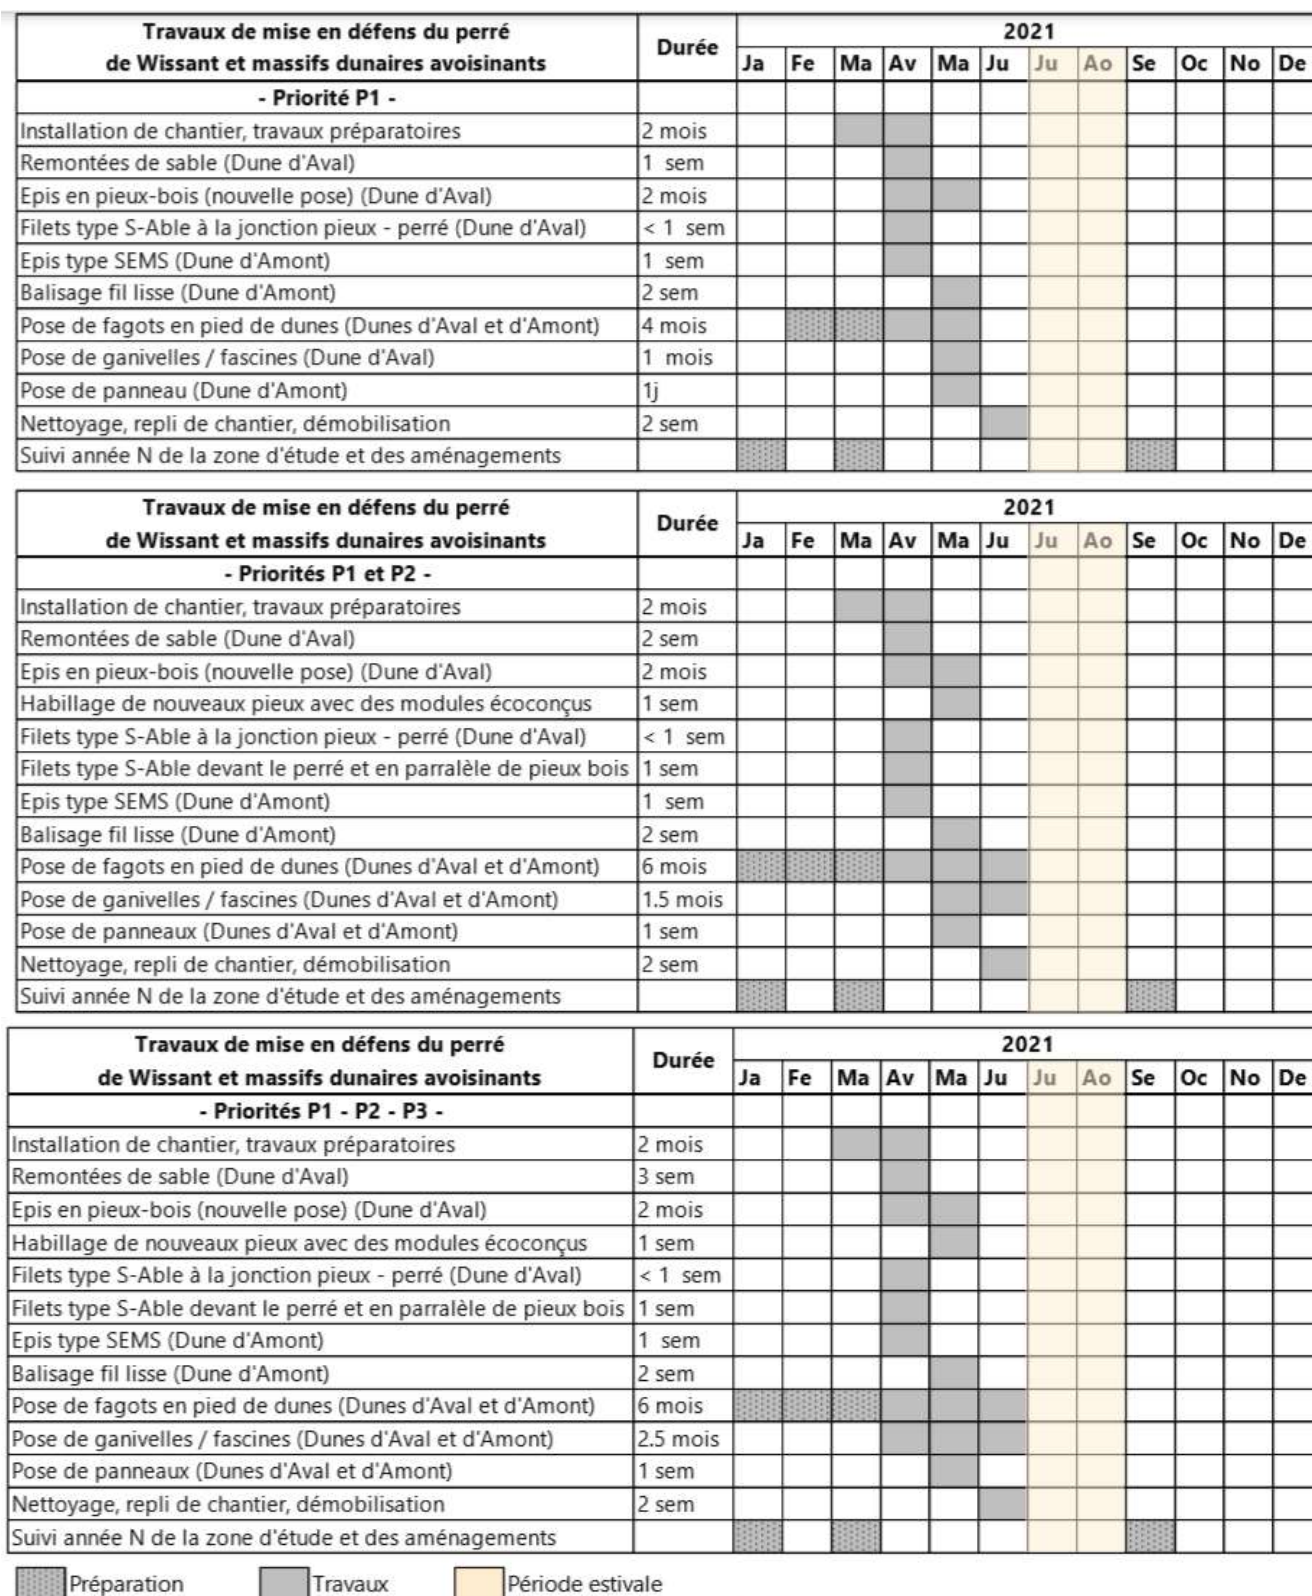 Travaux de mise en défens du perré de Wissant et massifs dunaires avoisinants Durée 2021
Ja Fe Ma Av Ma Ju Ju Ao Se Oc No De
- Priorité P1 -
Installation de chantier, travaux préparatoires 2 mois
Remontées de sable (Dune d'Aval) 1 sem
Epis en pieux-bois (nouvelle pose) (Dune d'Aval) 2 mois
Filets type S-Able à la jonction pieux - perré (Dune d'Aval) < 1 sem
Epis type SEMS (Dune d'Amont) 1 sem
Balisage fil lisse (Dune d'Amont) 2 sem
Pose de fagots en pied de dunes (Dunes d'Aval et d'Amont) 4 mois
Pose de ganivelles / fascines (Dune d'Aval) 1 mois
Pose de panneau (Dune d'Amont) 1j
Nettoyage, repli de chantier, démobilisation 2 sem
Suivi année N de la zone d'étude et des aménagements
Travaux de mise en défens du perré de Wissant et massifs dunaires avoisinants Durée 2021
Ja Fe Ma Av Ma Ju Ju Ao Se Oc No De
- Priorités P1 et P2 -
Installation de chantier, travaux préparatoires 2 mois
Remontées de sable (Dune d'Aval) 2 sem
Epis en pieux-bois (nouvelle pose) (Dune d'Aval) 2 mois
Habillage de nouveaux pieux avec des modules écoconçus 1 sem
Filets type S-Able à la jonction pieux - perré (Dune d'Aval) < 1 sem
Filets type S-Able devant le perré et en parralèle de pieux bois 1 sem
Epis type SEMS (Dune d'Amont) 1 sem
Balisage fil lisse (Dune d'Amont) 2 sem
Pose de fagots en pied de dunes (Dunes d'Aval et d'Amont) 6 mois
Pose de ganivelles / fascines (Dunes d'Aval et d'Amont) 1.5 mois
Pose de panneaux (Dunes d'Aval et d'Amont) 1 sem
Nettoyage, repli de chantier, démobilisation 2 sem
Suivi année N de la zone d'étude et des aménagements
Travaux de mise en défens du perré de Wissant et massifs dunaires avoisinants Durée 2021
Ja Fe Ma Av Ma Ju Ju Ao Se Oc No De
- Priorités P1 - P2 - P3 -
Installation de chantier, travaux préparatoires 2 mois
Remontées de sable (Dune d'Aval) 3 sem
Epis en pieux-bois (nouvelle pose) (Dune d'Aval) 2 mois
Habillage de nouveaux pieux avec des modules écoconçus 1 sem
Filets type S-Able à la jonction pieux - perré (Dune d'Aval) < 1 sem
Filets type S-Able devant le perré et en parralèle de pieux bois 1 sem
Epis type SEMS (Dune d'Amont) 1 sem
Balisage fil lisse (Dune d'Amont) 2 sem
Pose de fagots en pied de dunes (Dunes d'Aval et d'Amont) 6 mois
Pose de ganivelles / fascines (Dunes d'Aval et d'Amont) 2.5 mois
Pose de panneaux (Dunes d'Aval et d'Amont) 1 sem
Nettoyage, repli de chantier, démobilisation 2 sem
Suivi année N de la zone d'étude et des aménagements
Préparation Travaux Période estivale